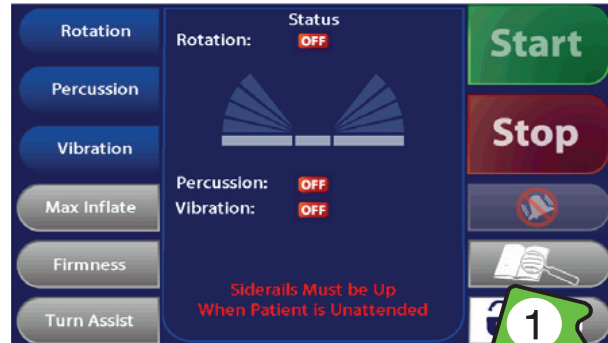 Rotation
Percussion
Vibration
Max Inflate
Firmness
Turn Assist
Status
Rotation: OFF
Percussion: OFF
Vibration: OFF
Siderails Must be Up
When Patient is Unattended
Start
Stop
1